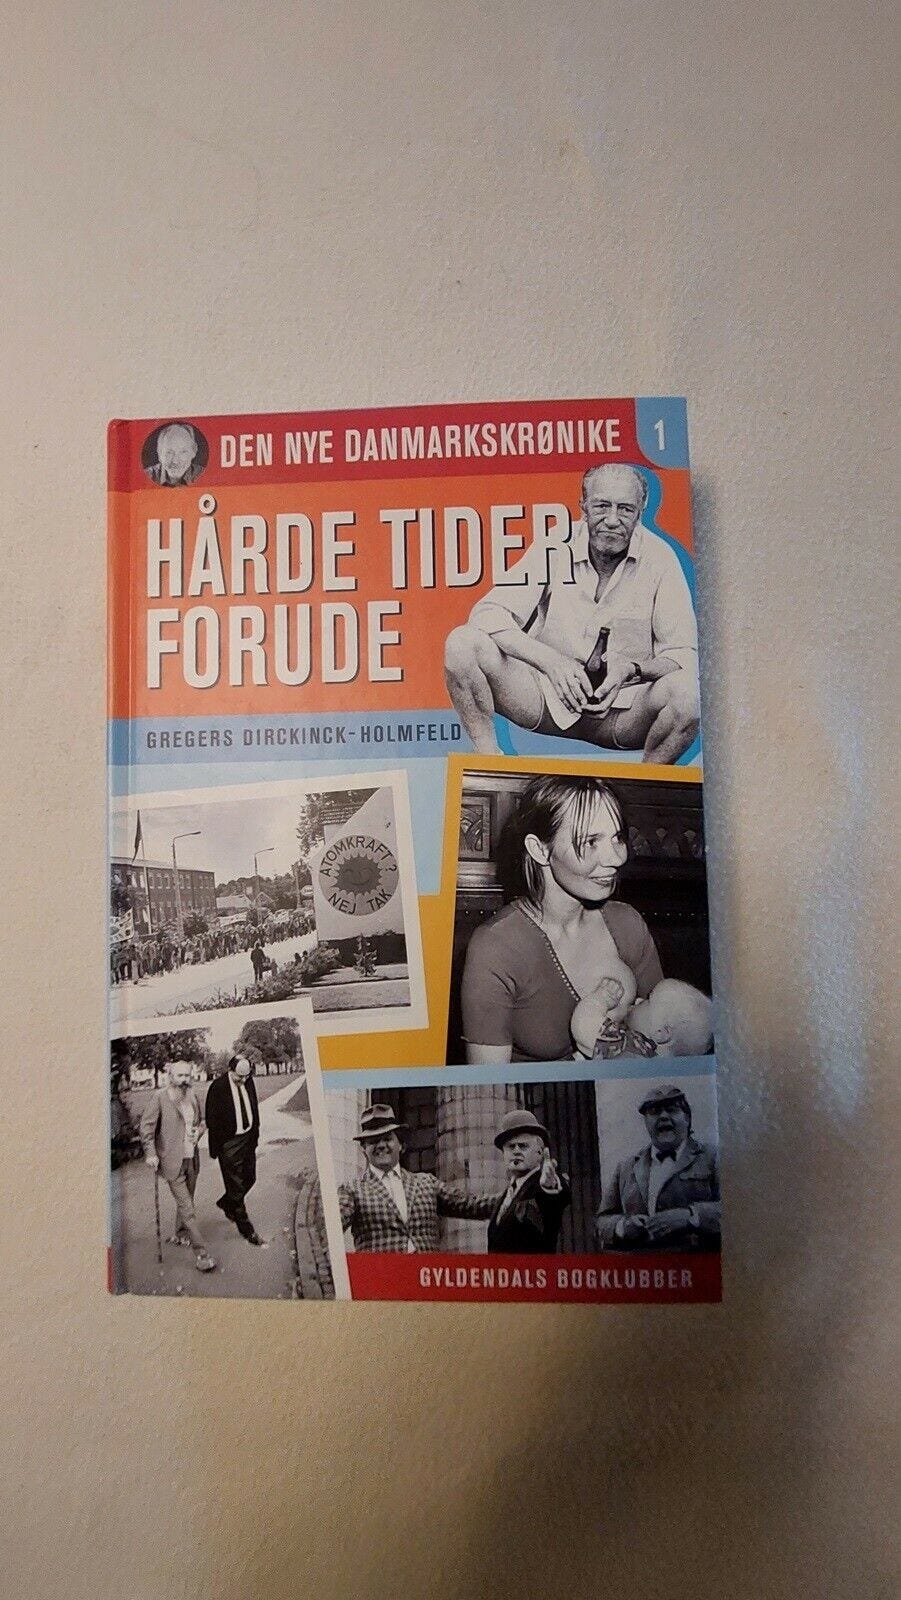 DEN NYE DANMARKSKRØNIKE 1
HÅRDE TIDER
FORUDE
GREGERS DIRCKINCK-HOLMFELD
ATOMKRAFT?
NEJ TAK
GYLDENDALS BOGKLUBBER